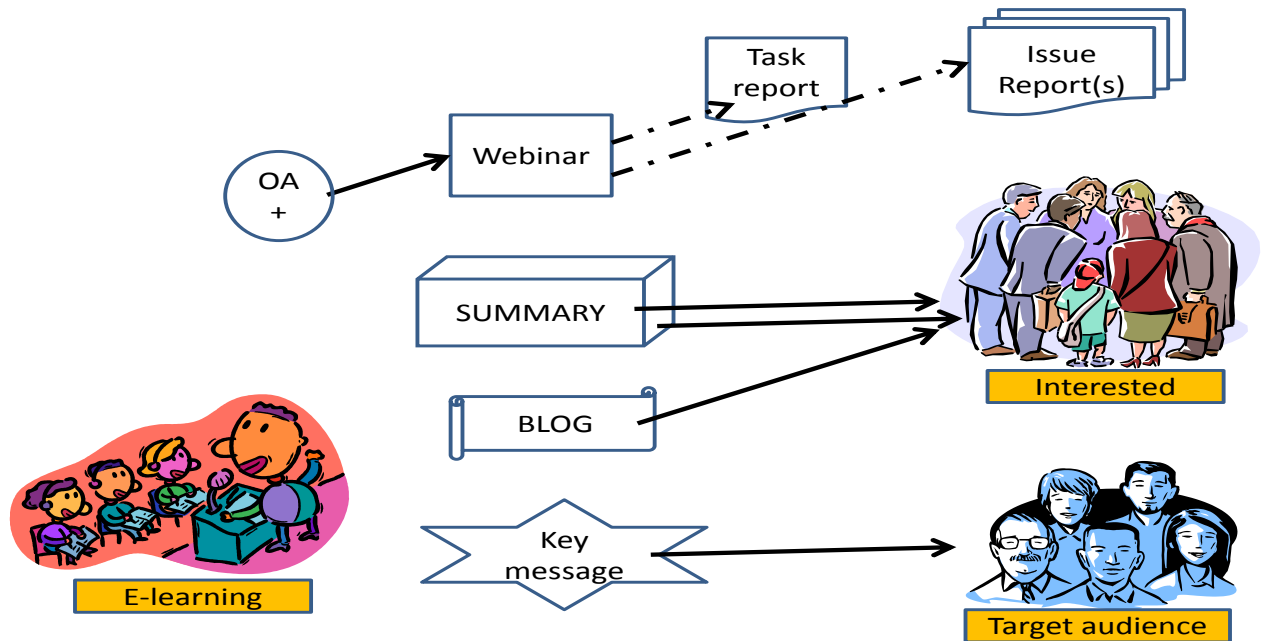 Task
report
Issue
Report(s)
Webinar
OA
+
SUMMARY
Interested
BLOG
Key
message
E-learning
Target audience